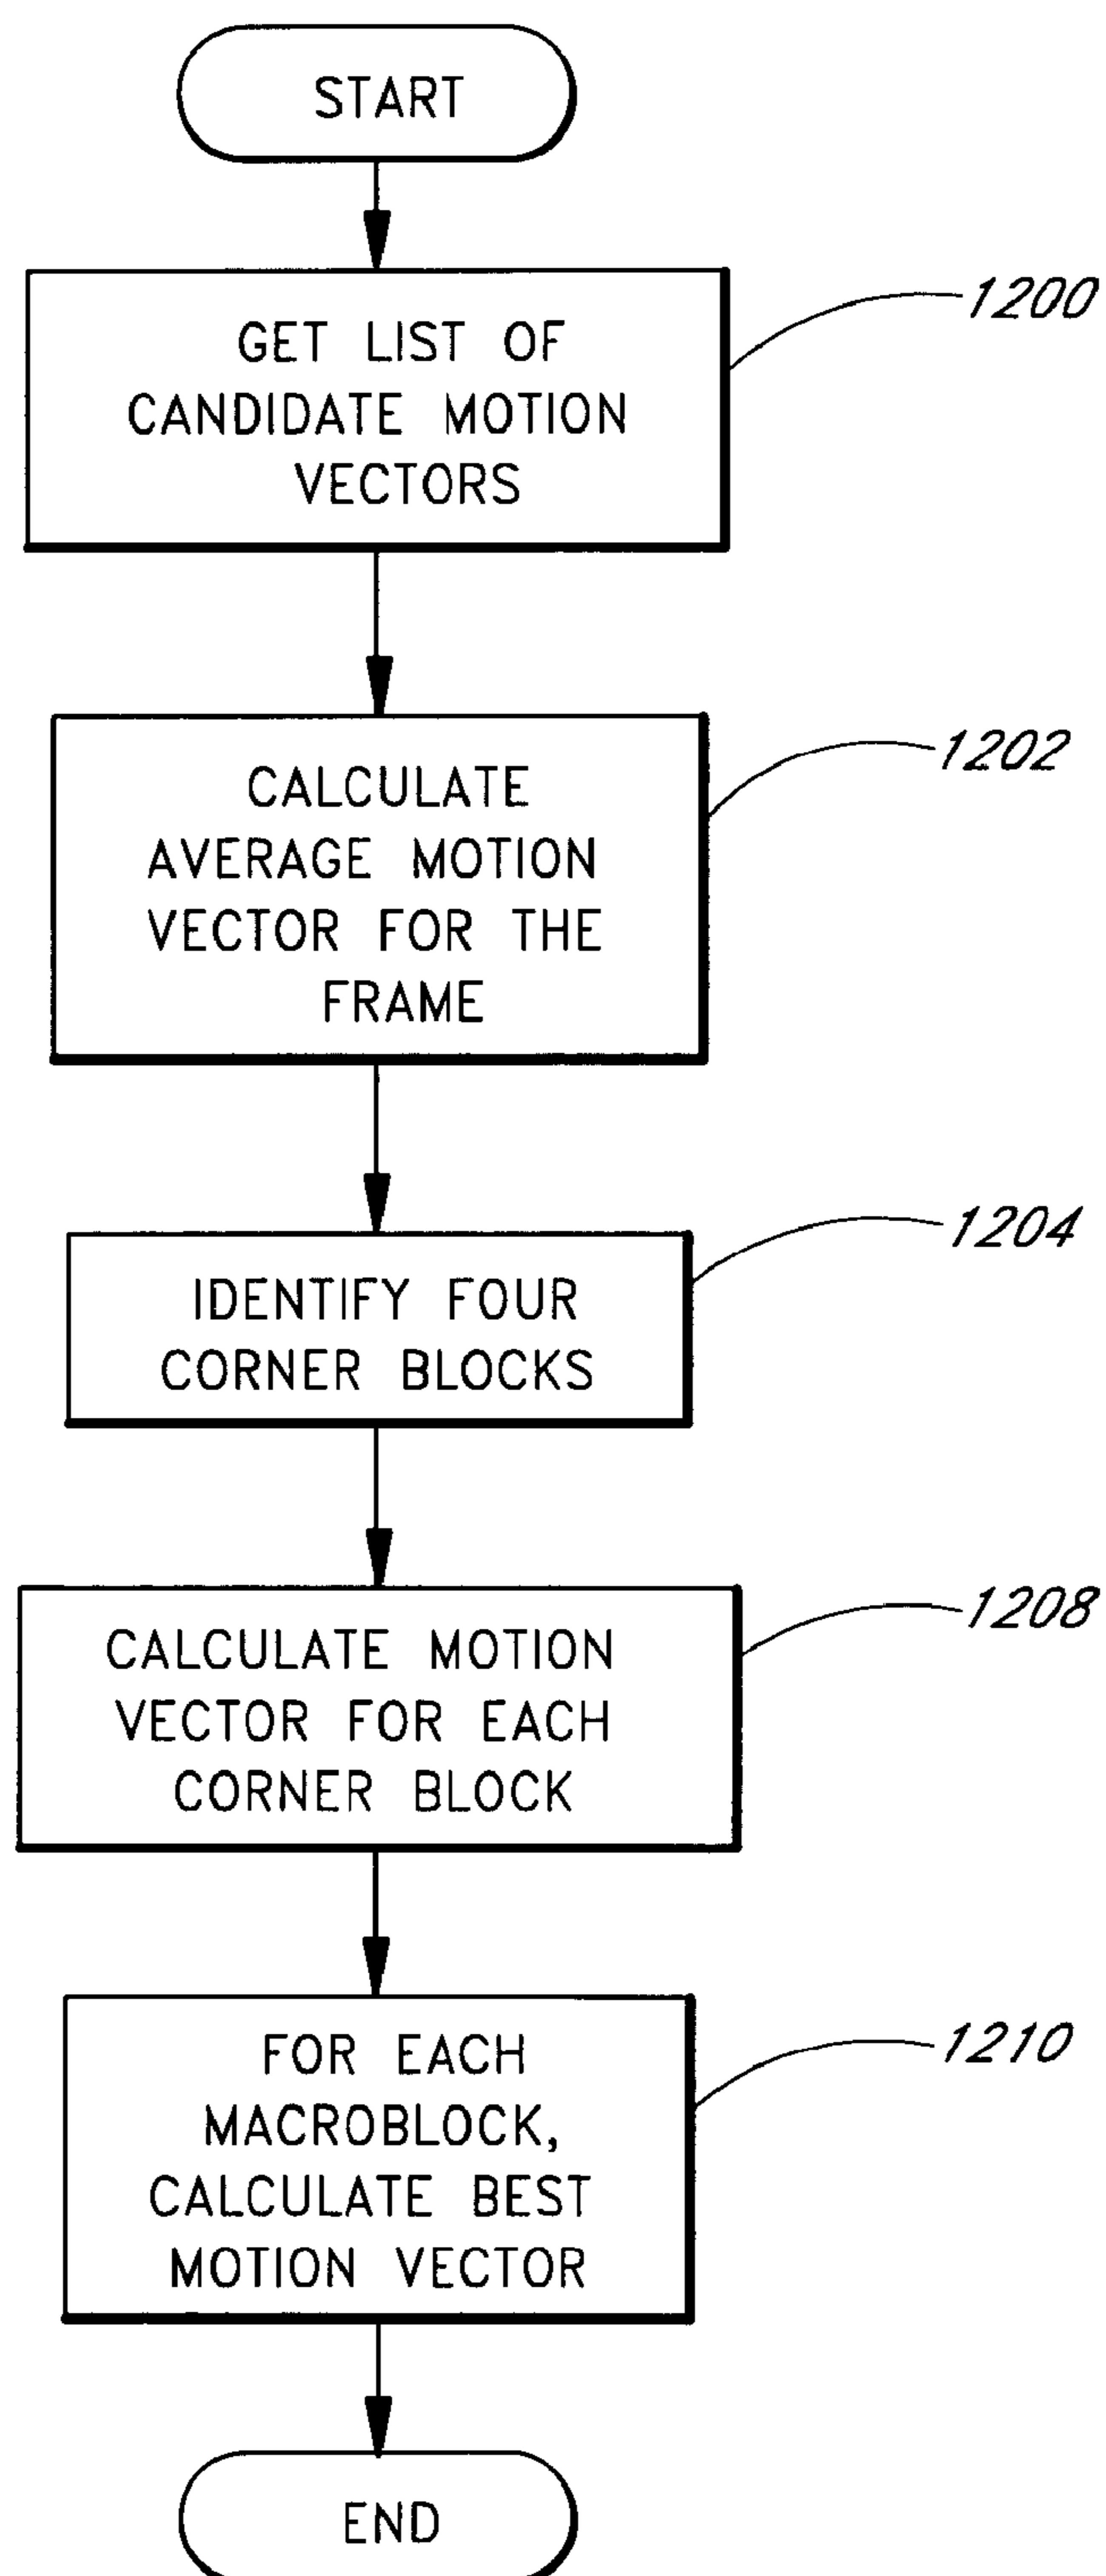 START
1200
GET LIST OF
CANDIDATE MOTION
VECTORS
1202
CALCULATE
AVERAGE MOTION
VECTOR FOR THE
FRAME
1204
IDENTIFY FOUR
CORNER BLOCKS
1208
CALCULATE MOTION
VECTOR FOR EACH
CORNER BLOCK
1210
FOR EACH
MACROBLOCK,
CALCULATE BEST
MOTION VECTOR
END